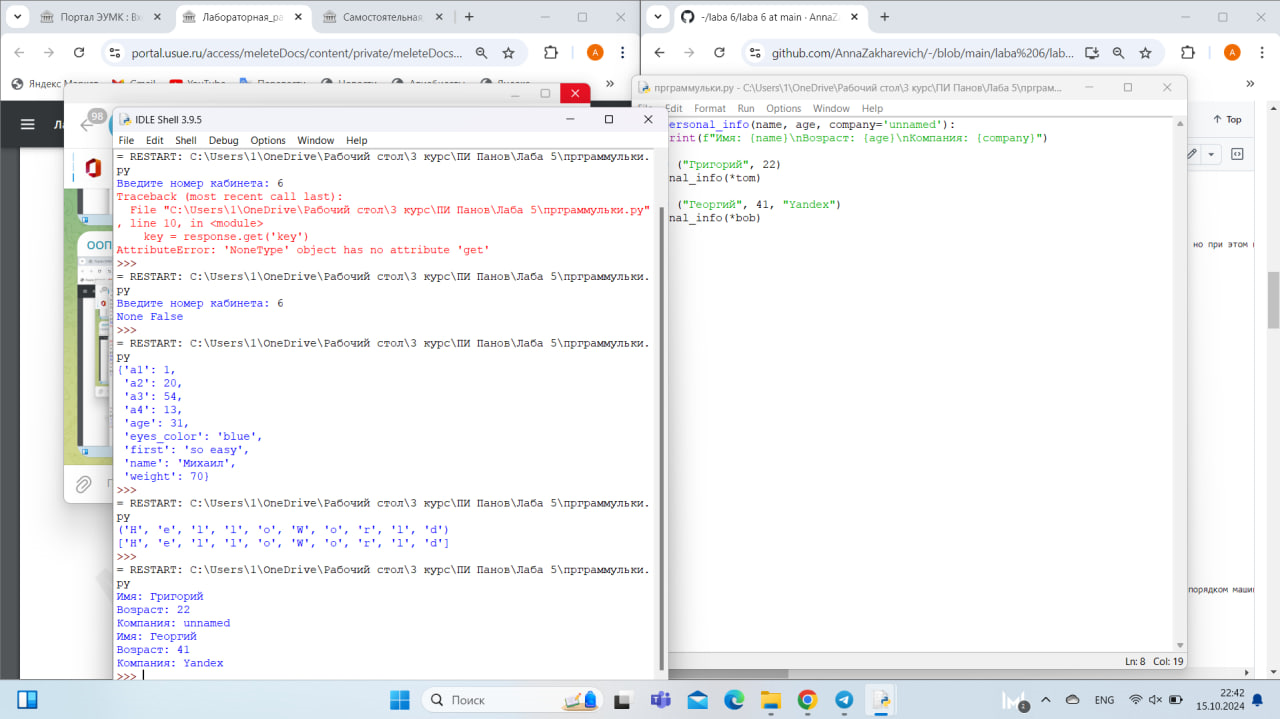 Портал ЭУМК : Вх
Лабораторная_ра
Самостоятельная_
-/laba 6/laba 6 at main · AnnaZ
portal.usue.ru/access/meleteDocs/content/private/meleteDocs...
A
github.com/AnnaZakharevich/-/blob/main/laba%206/lab...
A
Яндекс Маркет
Gmail
YouTube
Новости
Яндекс
»
»
98
IDLE Shell 3.9.5
File Edit Shell Debug Options Window Help
= RESTART: C:\Users\1\OneDrive\Рабочий стол\3 курс\ПИ Панов\Лаба 5\прграммульки.
py
Введите номер кабинета: 6
Traceback (most recent call last):
File "C:\Users\1\OneDrive\Рабочий стол\3 курс\ПИ Панов\Лаба 5\прграммульки.py"
, line 10, in <module>
key = response.get('key')
AttributeError: 'NoneType' object has no attribute 'get'
>>>
= RESTART: C:\Users\1\OneDrive\Рабочий стол\3 курс\ПИ Панов\Лаба 5\прграммульки.
py
Введите номер кабинета: 6
None False
>>>
= RESTART: C:\Users\1\OneDrive\Рабочий стол\3 курс\ПИ Панов\Лаба 5\прграммульки.
py
{'a1': 1,
'a2': 20,
'a3': 54,
'a4': 13,
'age': 31,
'eyes_color': 'blue',
'first': 'so easy',
'name': 'Михаил',
'weight': 70}
>>>
= RESTART: C:\Users\1\OneDrive\Рабочий стол\3 курс\ПИ Панов\Лаба 5\прграммульки.
py
('H', 'e', 'l', 'l', 'o', 'W', 'o', 'r', 'l', 'd')
['H', 'e', 'l', 'l', 'o', 'W', 'o', 'r', 'l', 'd']
>>>
= RESTART: C:\Users\1\OneDrive\Рабочий стол\3 курс\ПИ Панов\Лаба 5\прграммульки.
py
Имя: Григорий
Возраст: 22
Компания: unnamed
Имя: Георгий
Возраст: 41
Компания: Yandex
>>>
ооп
прграммульки.py - C:\Users\1\OneDrive\Рабочий стол\3 курс\ПИ Панов\Лаба 5\прграм...
Edit Format Run Options Window Help
ersonal_info(name, age, company='unnamed'):
rint(f"Имя: {name}\nВозраст: {age}\nКомпания: {company}")
("Григорий", 22)
nal_info(*tom)
("Георгий", 41, "Yandex")
nal_info(*bob)
Ln: 8 Col: 19
Top
но при этом
порядком маши
Поиск
ENG
22:42
15.10.2024